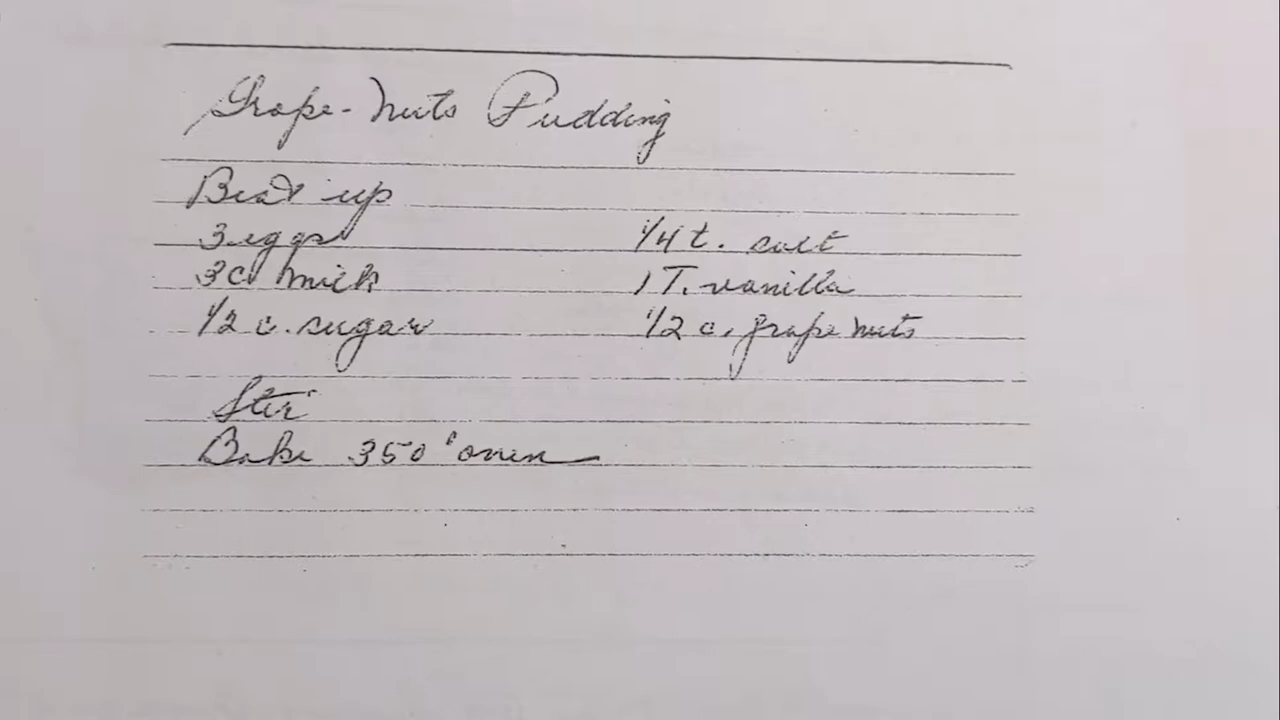 Grape-Nuts Pudding
Beat up
3 eggs 1/4 t. salt
3 c. milk 1 T. vanilla
1/2 c. sugar 1/2 c. grape nuts
Stir
Bake 350° oven